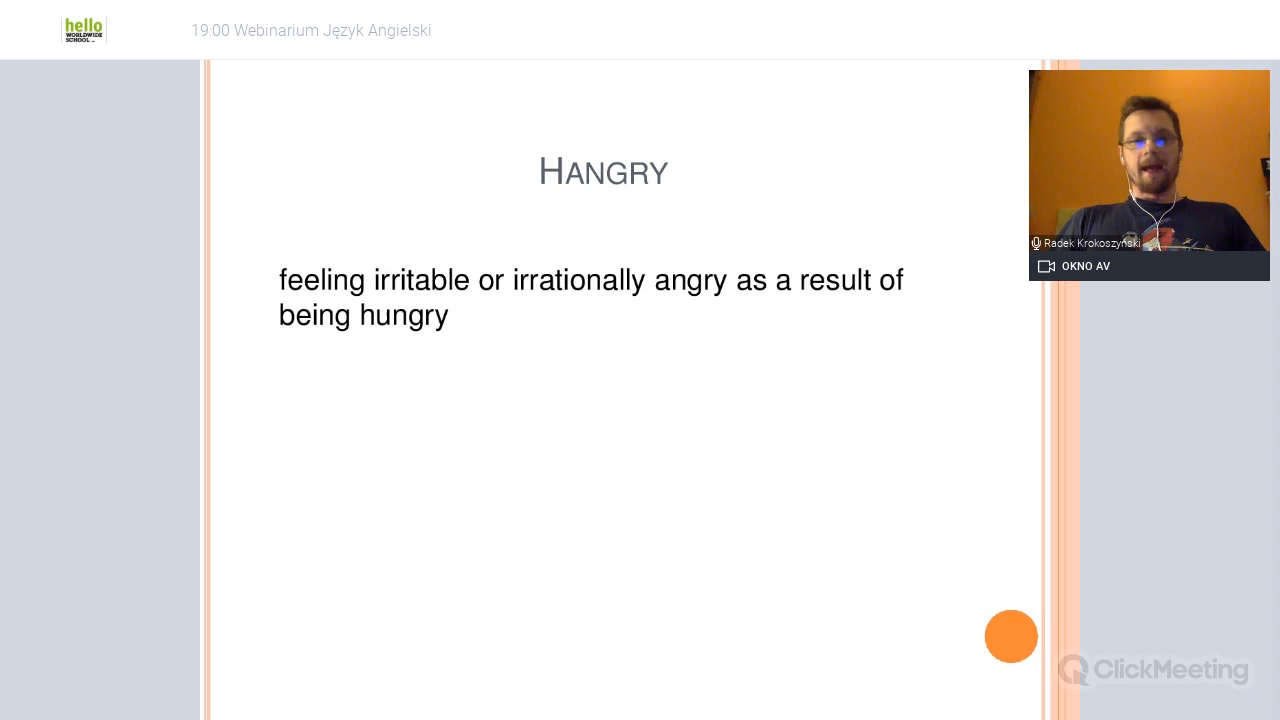 hello
WORLDWIDE
SCHOOL
19:00 Webinarium Język Angielski
HANGRY
feeling irritable or irrationally angry as a result of
being hungry
Radek Krokoszyński
OKNO AV
ClickMeeting